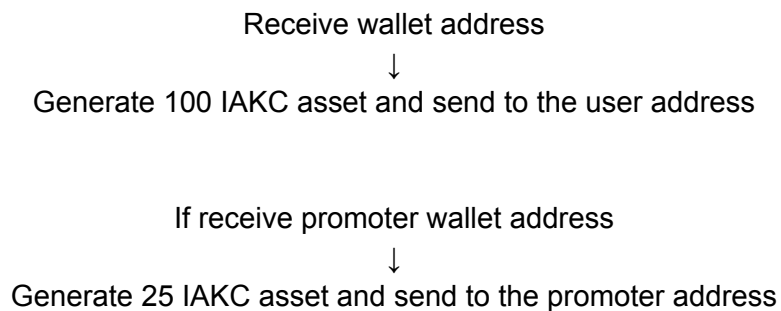 Receive wallet address
↓
Generate 100 IAKC asset and send to the user address
If receive promoter wallet address
↓
Generate 25 IAKC asset and send to the promoter address